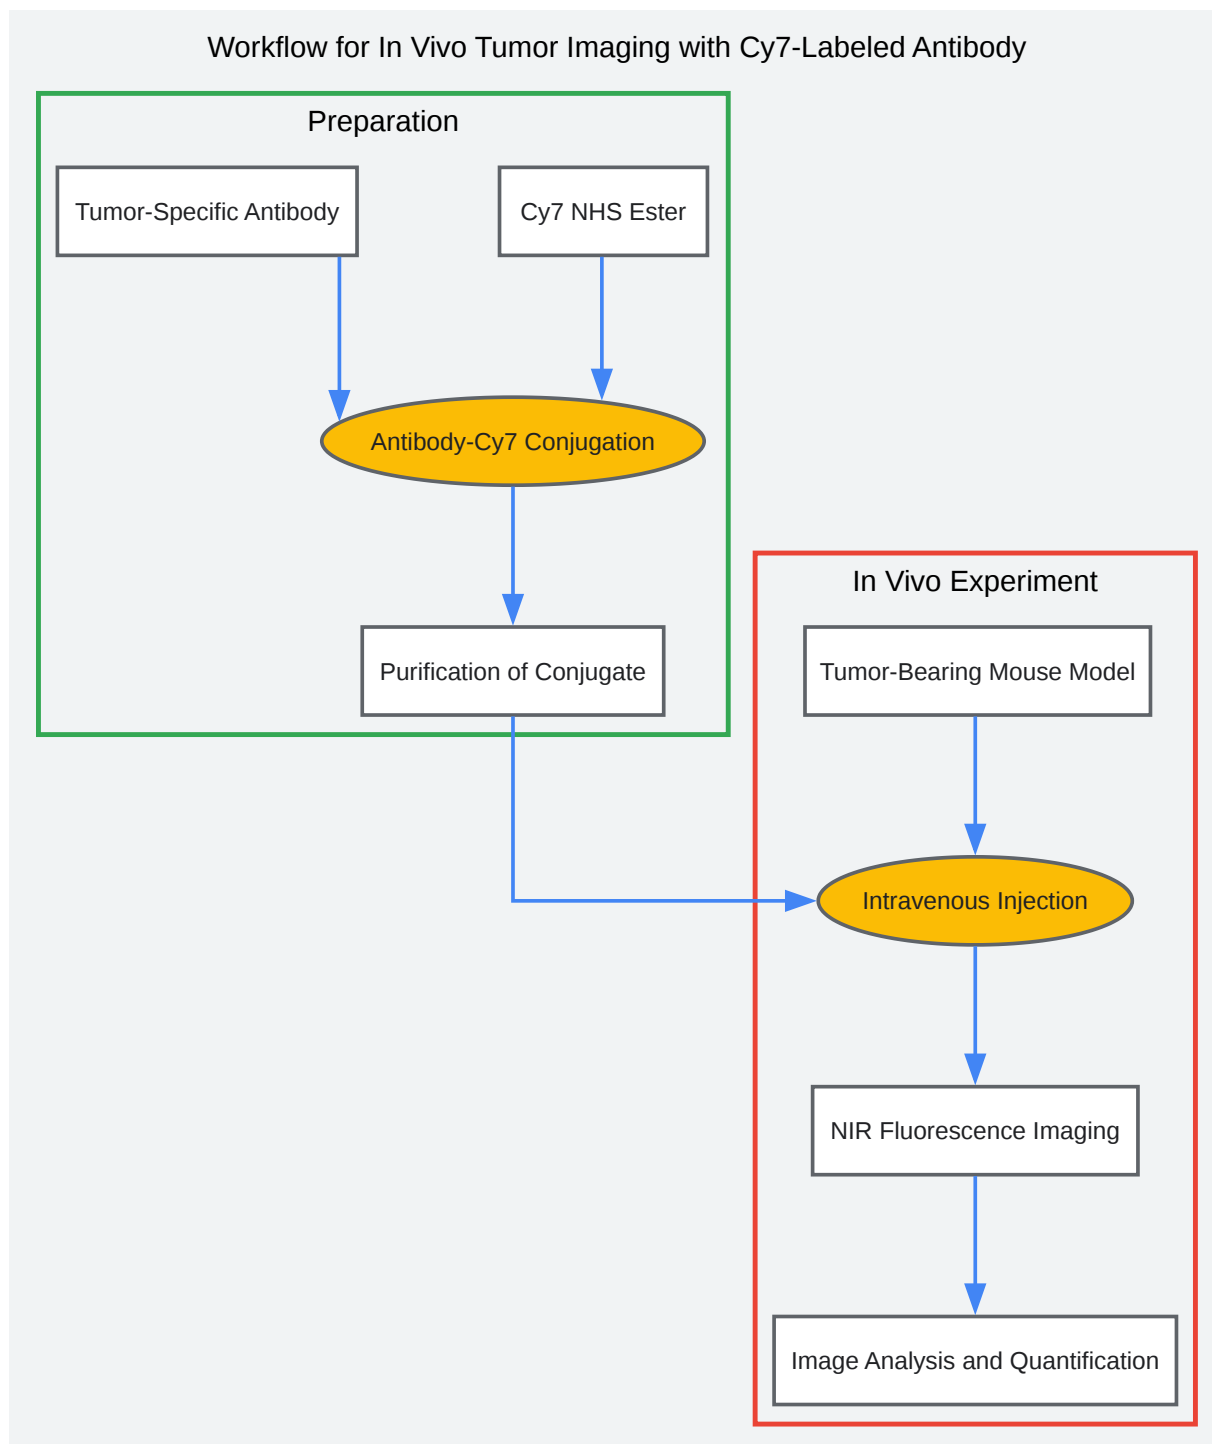 Workflow for In Vivo Tumor Imaging with Cy7-Labeled Antibody
Preparation
Tumor-Specific Antibody
Cy7 NHS Ester
Antibody-Cy7 Conjugation
Purification of Conjugate
In Vivo Experiment
Tumor-Bearing Mouse Model
Intravenous Injection
NIR Fluorescence Imaging
Image Analysis and Quantification